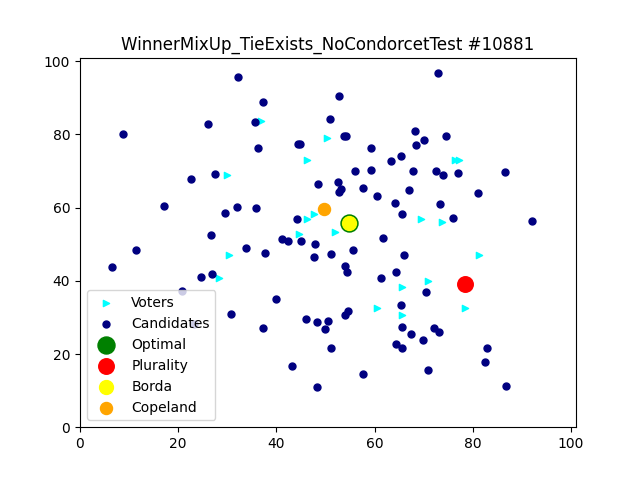 WinnerMixUp_TieExists_NoCondorcetTest #10881
100
80
60
40
20
0
Voters
Candidates
Optimal
Plurality
Borda
Copeland
0 20 40 60 80 100